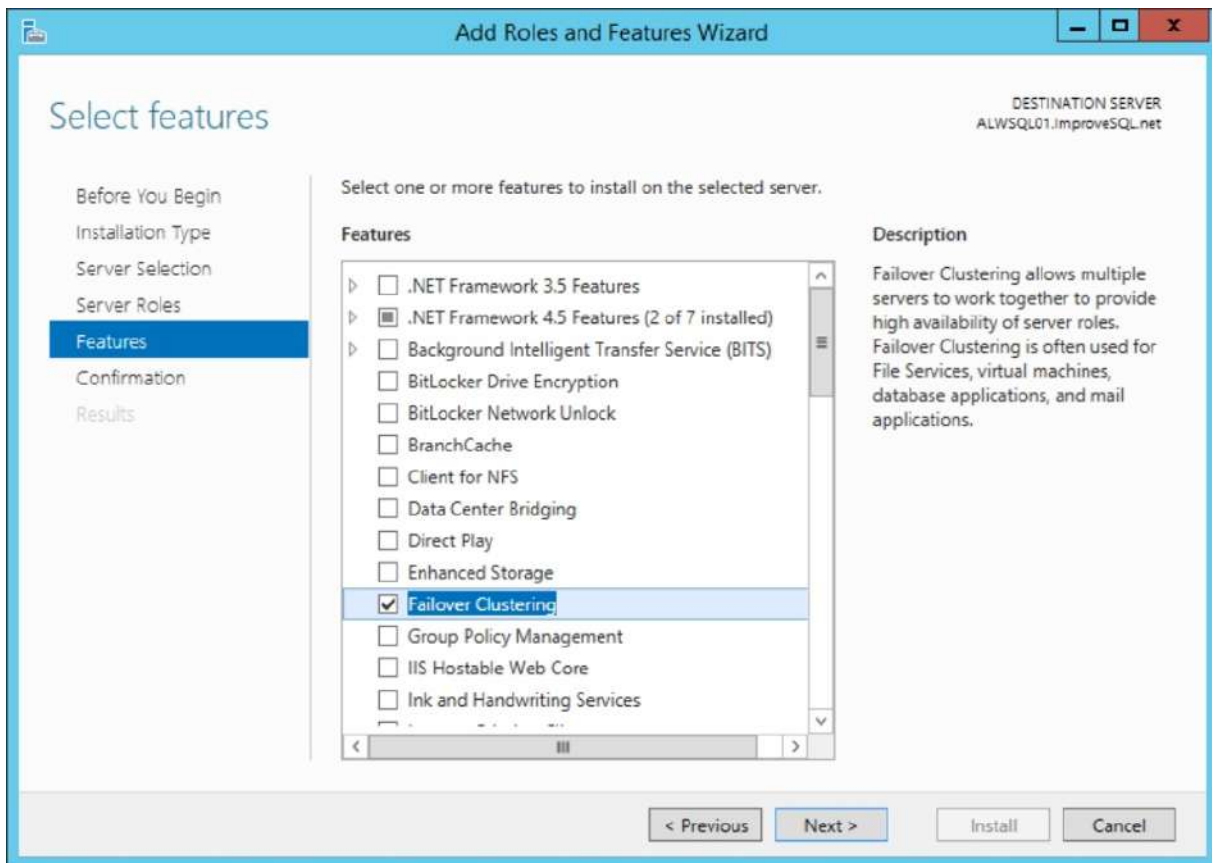 Add Roles and Features Wizard
Select features
DESTINATION SERVER
ALWSQL01.ImproveSQL.net
Before You Begin
Installation Type
Server Selection
Server Roles
Features
Confirmation
Results
Select one or more features to install on the selected server.
Features
.NET Framework 3.5 Features
.NET Framework 4.5 Features (2 of 7 installed)
Background Intelligent Transfer Service (BITS)
BitLocker Drive Encryption
BitLocker Network Unlock
BranchCache
Client for NFS
Data Center Bridging
Direct Play
Enhanced Storage
Failover Clustering
Group Policy Management
IIS Hostable Web Core
Ink and Handwriting Services
Description
Failover Clustering allows multiple
servers to work together to provide
high availability of server roles.
Failover Clustering is often used for
File Services, virtual machines,
database applications, and mail
applications.
< Previous
Next >
Install
Cancel